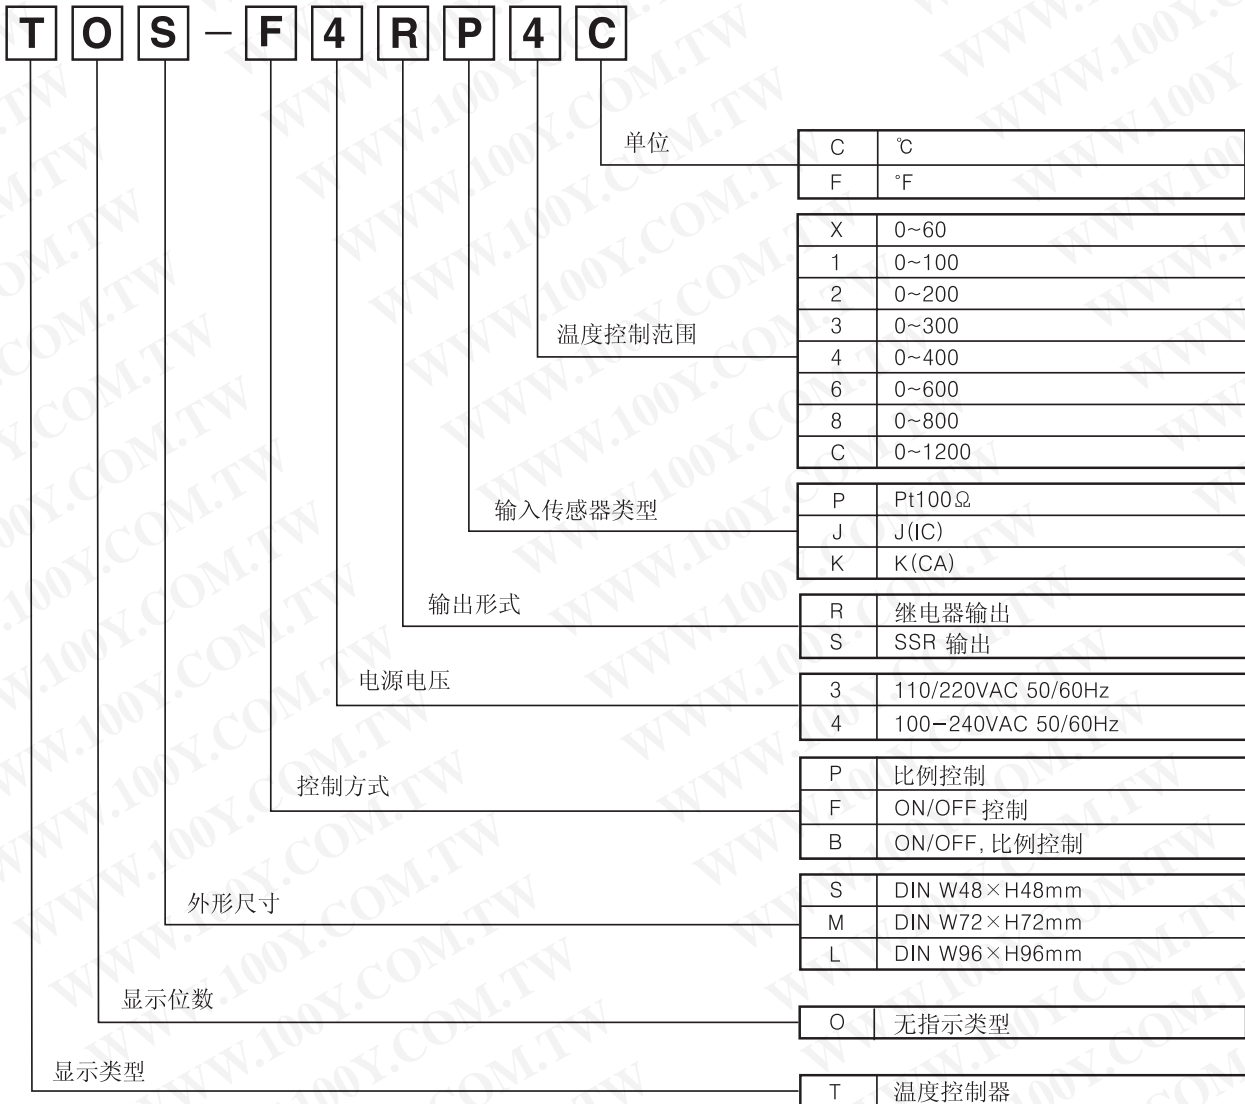 TOS-F4RP4C
单位
C ℃
F °F
X 0~60
1 0~100
2 0~200
3 0~300
温度控制范围
4 0~400
6 0~600
8 0~800
C 0~1200
输入传感器类型
P Pt100Ω
J J(IC)
K K(CA)
输出形式
R 继电器输出
S SSR 输出
电源电压
3 110/220VAC 50/60Hz
4 100-240VAC 50/60Hz
控制方式
P 比例控制
F ON/OFF 控制
B ON/OFF, 比例控制
外形尺寸
S DIN W48×H48mm
M DIN W72×H72mm
L DIN W96×H96mm
显示位数
O 无指示类型
显示类型
T 温度控制器
WWW.100Y.COM.TW